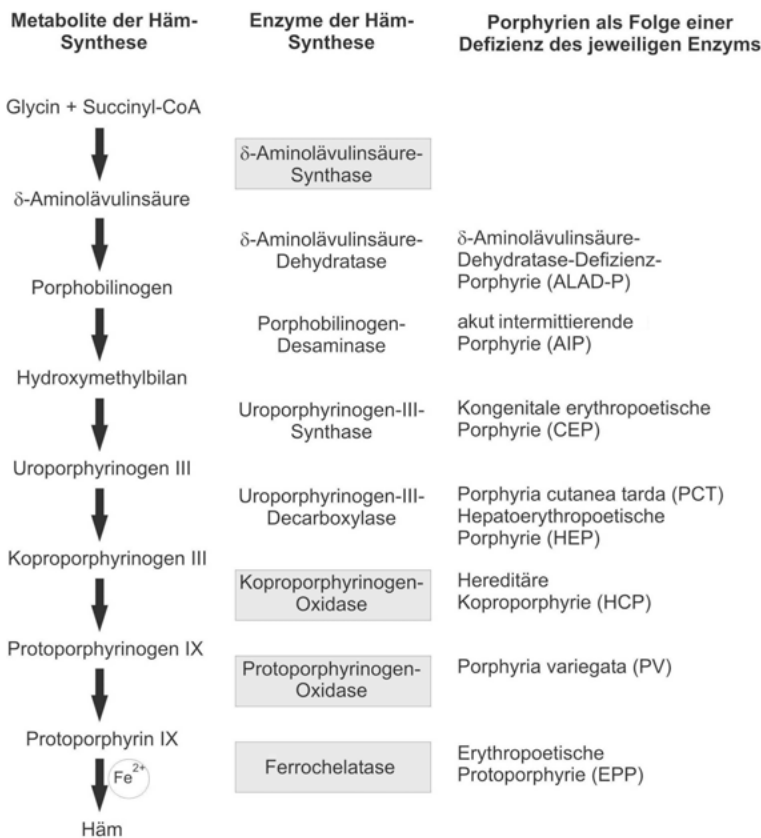 Metabolite der Häm-
Synthese
Enzyme der Häm-
Synthese
Porphyrien als Folge einer
Defizienz des jeweiligen Enzyms
Glycin + Succinyl-CoA
δ-Aminolävulinsäure-
Synthase
δ-Aminolävulinsäure
δ-Aminolävulinsäure-
Dehydratase
δ-Aminolävulinsäure-
Dehydratase-Defizienz-
Porphyrie (ALAD-P)
Porphobilinogen
Porphobilinogen-
Desaminase
akut intermittierende
Porphyrie (AIP)
Hydroxymethylbilan
Uroporphyrinogen-III-
Synthase
Kongenitale erythropoetische
Porphyrie (CEP)
Uroporphyrinogen III
Uroporphyrinogen-III-
Decarboxylase
Porphyria cutanea tarda (PCT)
Hepatoerythropoetische
Porphyrie (HEP)
Koproporphyrinogen III
Koproporphyrinogen-
Oxidase
Hereditäre
Koproporphyrie (HCP)
Protoporphyrinogen IX
Protoporphyrinogen-
Oxidase
Porphyria variegata (PV)
Protoporphyrin IX
Fe2+
Ferrochelatase
Erythropoetische
Protoporphyrie (EPP)
Häm